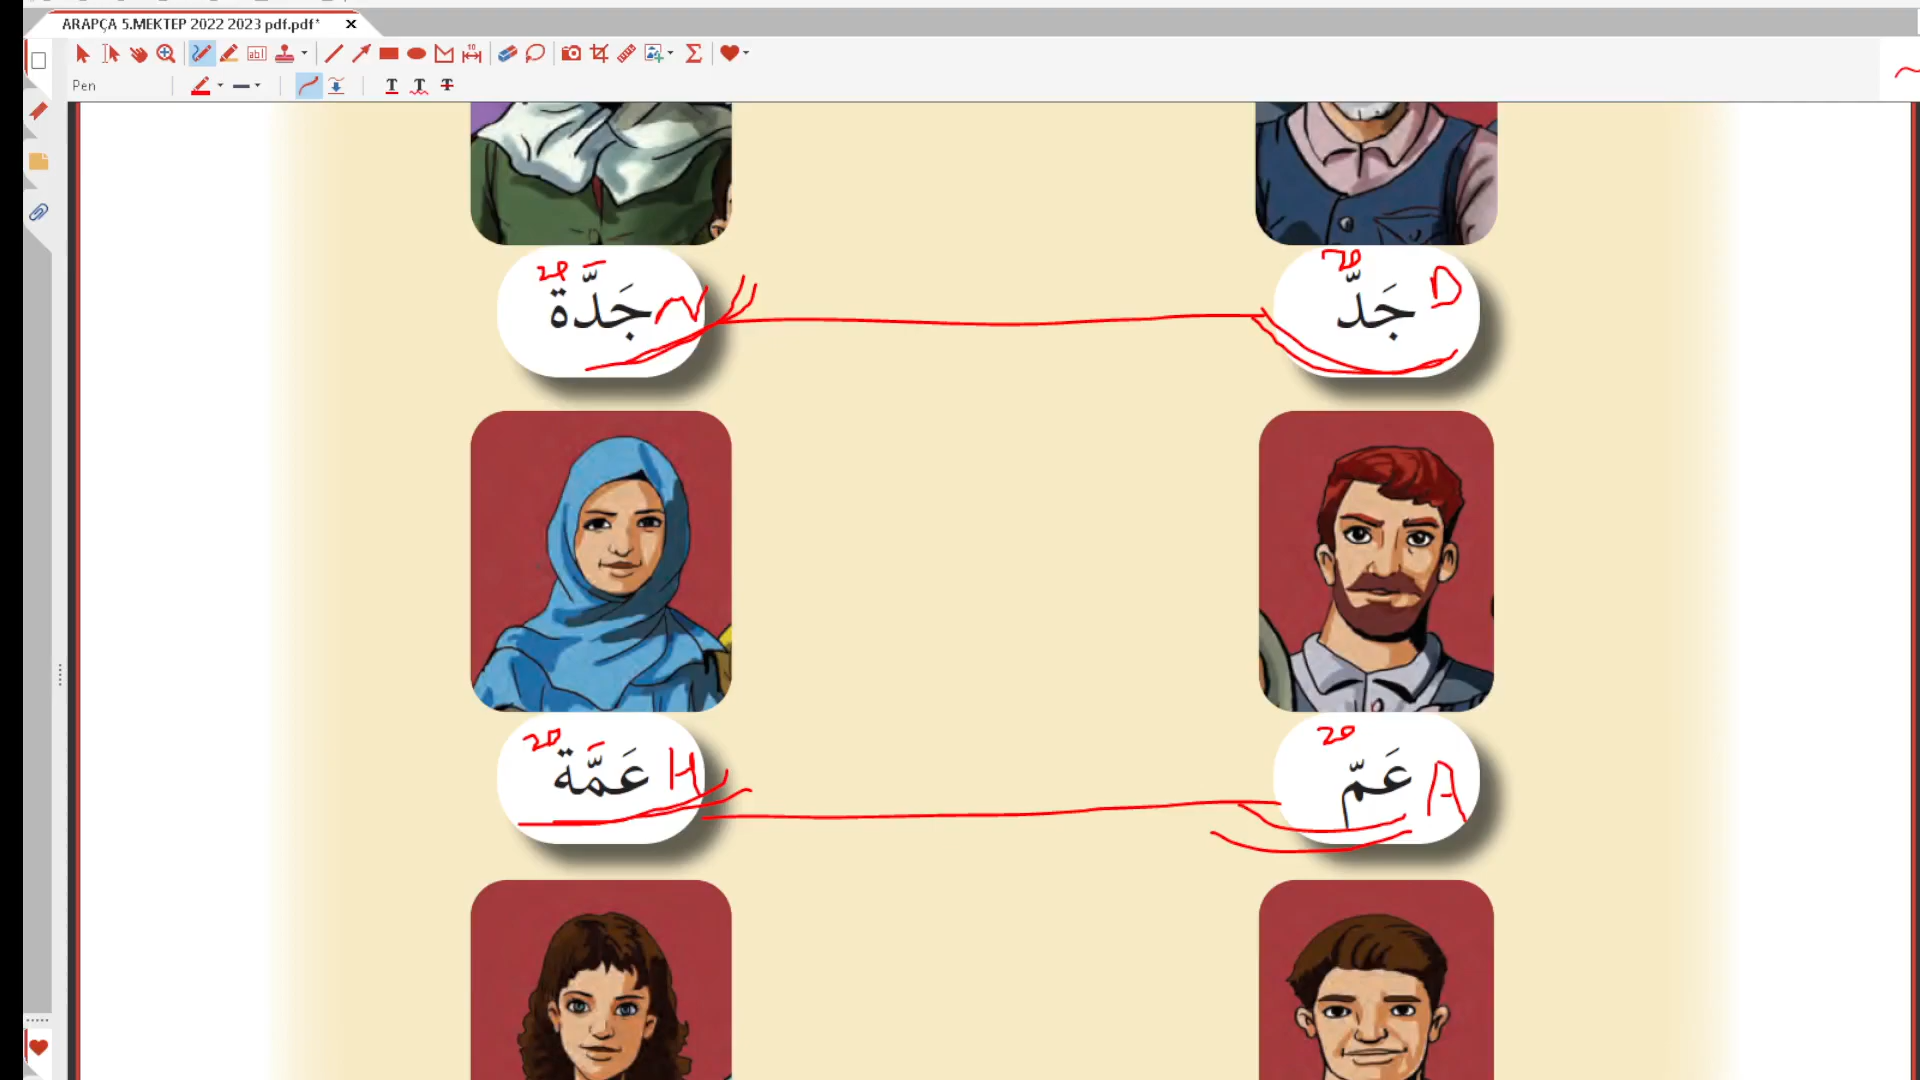 ARAPÇA 5.MEKTEP 2022 2023 pdf.pdf*
Pen
جَدّ
D
جَدَّة
N
عَمّ
A
عَمَّة
H